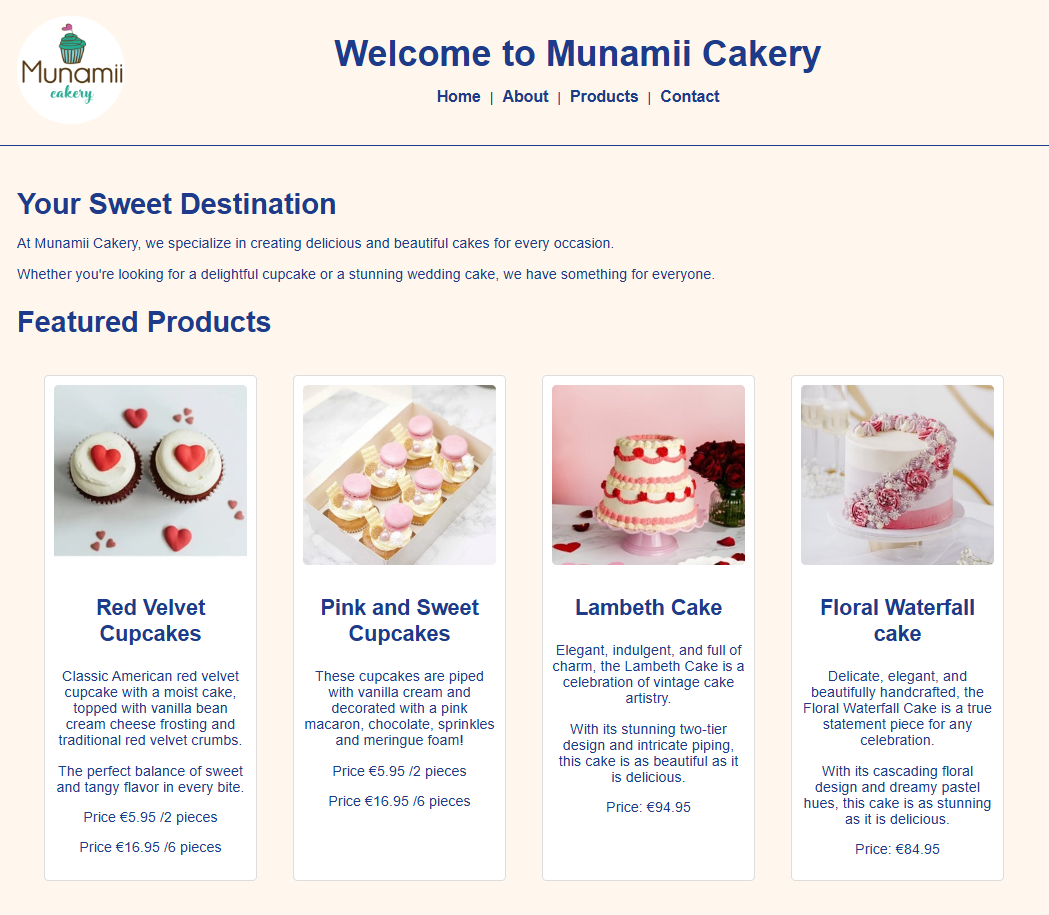 Munamii
cakery
Welcome to Munamii Cakery
Home | About | Products | Contact
Your Sweet Destination
At Munamii Cakery, we specialize in creating delicious and beautiful cakes for every occasion.
Whether you're looking for a delightful cupcake or a stunning wedding cake, we have something for everyone.
Featured Products
Red Velvet
Cupcakes
Classic American red velvet
cupcake with a moist cake,
topped with vanilla bean
cream cheese frosting and
traditional red velvet crumbs.
The perfect balance of sweet
and tangy flavor in every bite.
Price €5.95 /2 pieces
Price €16.95 /6 pieces
Pink and Sweet
Cupcakes
These cupcakes are piped
with vanilla cream and
decorated with a pink
macaron, chocolate, sprinkles
and meringue foam!
Price €5.95 /2 pieces
Price €16.95 /6 pieces
Lambeth Cake
Elegant, indulgent, and full of
charm, the Lambeth Cake is a
celebration of vintage cake
artistry.
With its stunning two-tier
design and intricate piping,
this cake is as beautiful as it
is delicious.
Price: €94.95
Floral Waterfall
cake
Delicate, elegant, and
beautifully handcrafted, the
Floral Waterfall Cake is a true
statement piece for any
celebration.
With its cascading floral
design and dreamy pastel
hues, this cake is as stunning
as it is delicious.
Price: €84.95